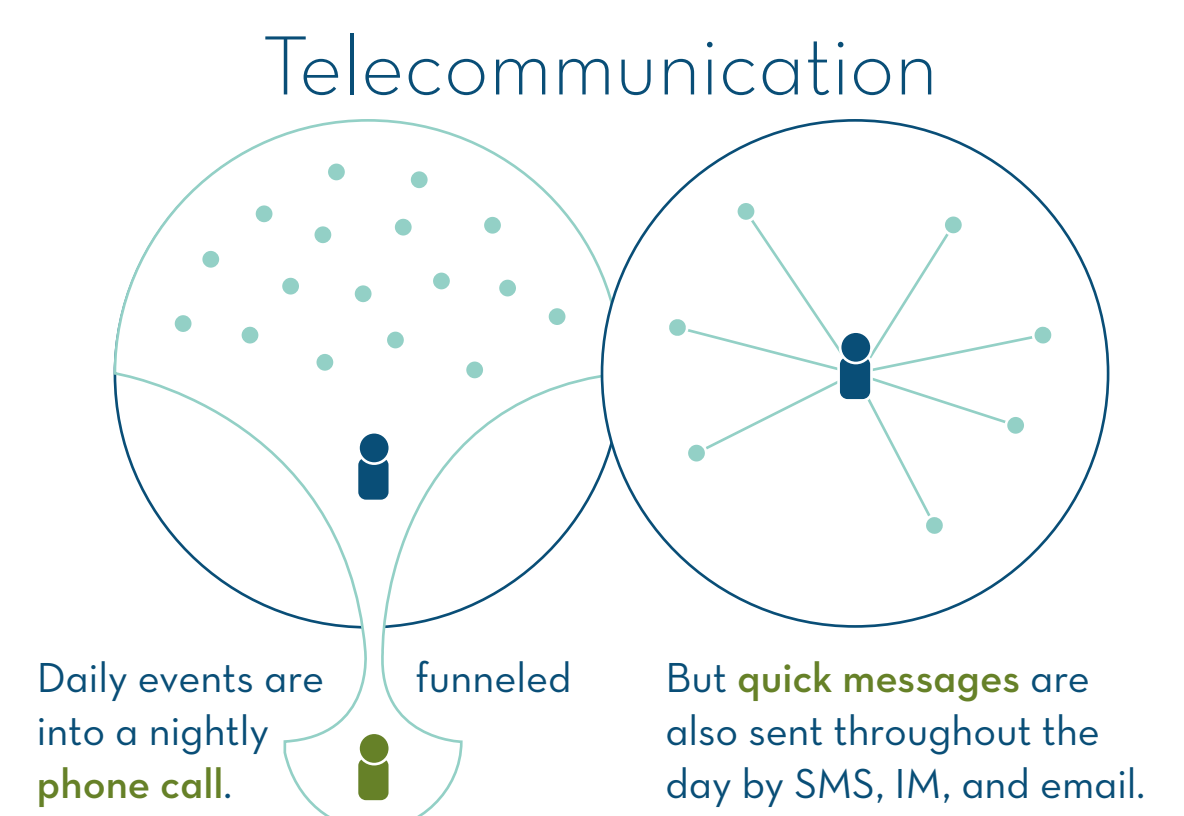 Telecommunication
Daily events are funneled
into a nightly
phone call.
But quick messages are
also sent throughout the
day by SMS, IM, and email.